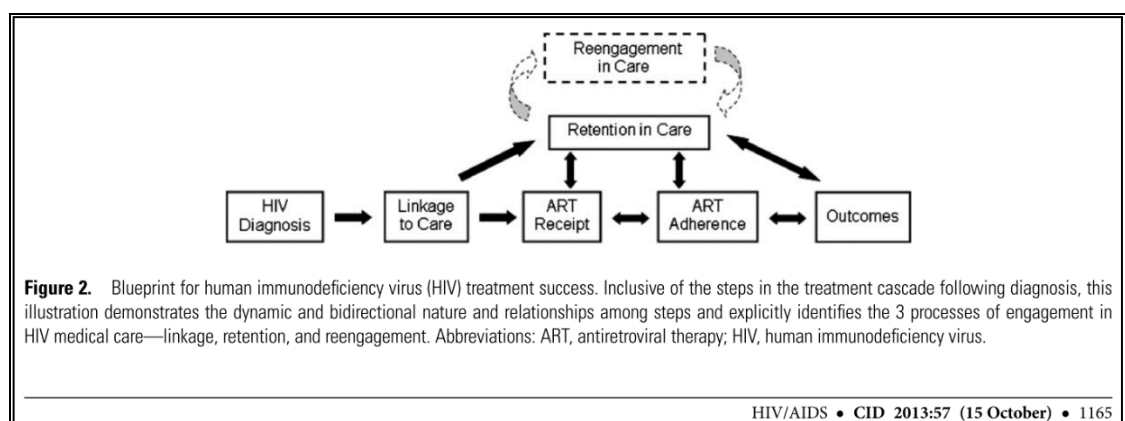 Reengagement
in Care
Retention in Care
HIV
Diagnosis
Linkage
to Care
ART
Receipt
ART
Adherence
Outcomes
Figure 2. Blueprint for human immunodeficiency virus (HIV) treatment success. Inclusive of the steps in the treatment cascade following diagnosis, this
illustration demonstrates the dynamic and bidirectional nature and relationships among steps and explicitly identifies the 3 processes of engagement in
HIV medical care—linkage, retention, and reengagement. Abbreviations: ART, antiretroviral therapy; HIV, human immunodeficiency virus.
HIV/AIDS • CID 2013:57 (15 October) • 1165